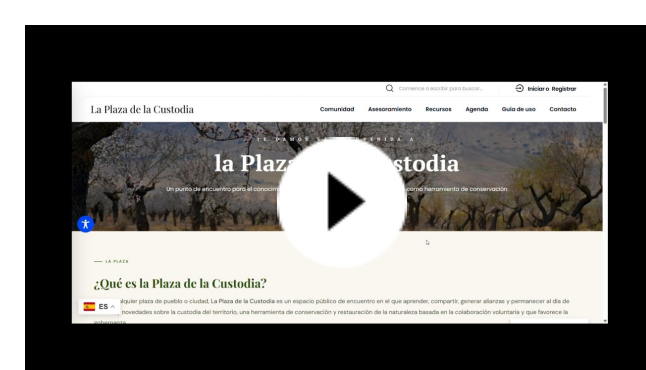 Comience a escribir para buscar...
Iniciar o Registrar
La Plaza de la Custodia
Comunidad Asesoramiento Recursos Agenda Guía de uso Contacto
TE DAMOS
A
la Plaz stodia
Un punto de encuentro para el conocim como herramienta de conservación
LA PLAZA
¿Qué es la Plaza de la Custodia?
lquier plaza de pueblo o ciudad, La Plaza de la Custodia es un espacio público de encuentro en el que aprender, compartir, generar alianzas y permanecer al día de
novedades sobre la custodia del territorio, una herramienta de conservación y restauración de la naturaleza basada en la colaboración voluntaria y que favorece la
ES
gobernanza